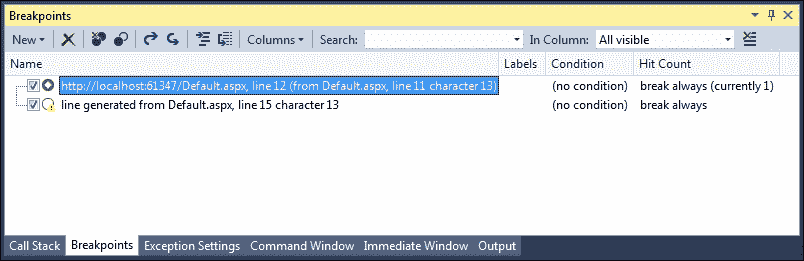 Breakpoints
New Columns Search: In Column: All visible
Name Labels Condition Hit Count
http://localhost:61347/Default.aspx, line 12 (from Default.aspx, line 11 character 13) (no condition) break always (currently 1)
line generated from Default.aspx, line 15 character 13 (no condition) break always
Call Stack Breakpoints Exception Settings Command Window Immediate Window Output